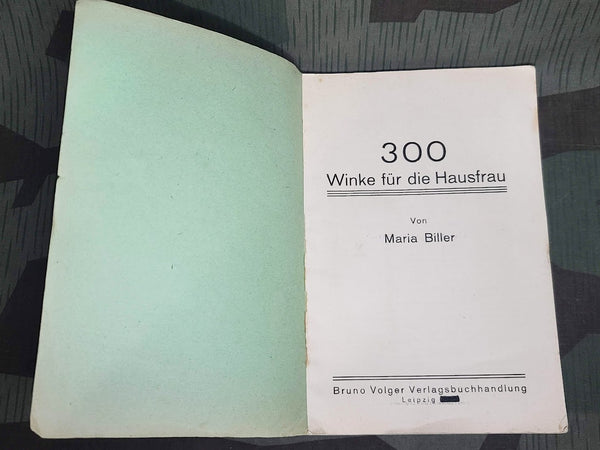 300
Winke für die Hausfrau
Von
Maria Biller
Bruno Volger Verlagsbuchhandlung
Leipzig